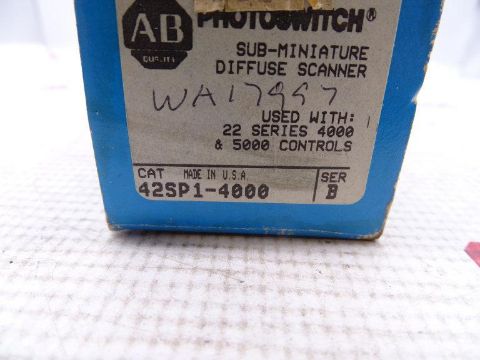 AB
QUALITY
PHOTOSWITCH®
SUB-MINIATURE
DIFFUSE SCANNER
WA17997
USED WITH:
22 SERIES 4000
& 5000 CONTROLS
CAT MADE IN U.S.A. SER
42SP1-4000 B